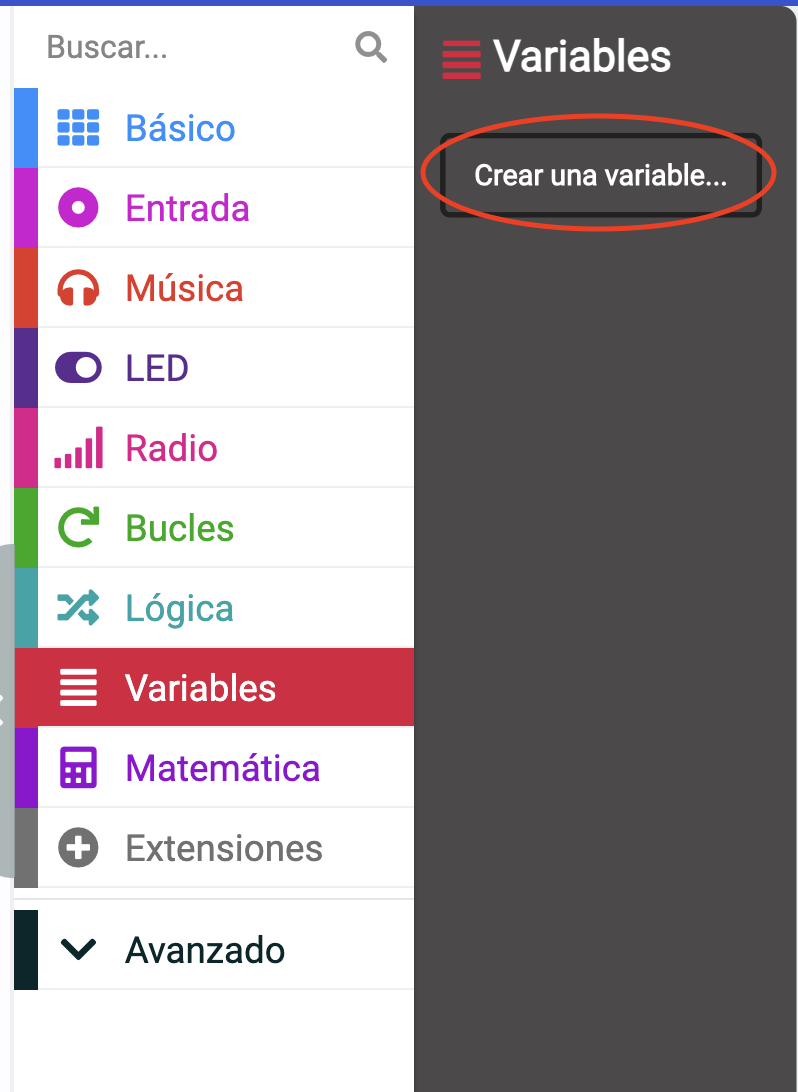 Buscar...
Básico
Entrada
Música
LED
Radio
Bucles
Lógica
Variables
Matemática
Extensiones
Avanzado
Variables
Crear una variable...